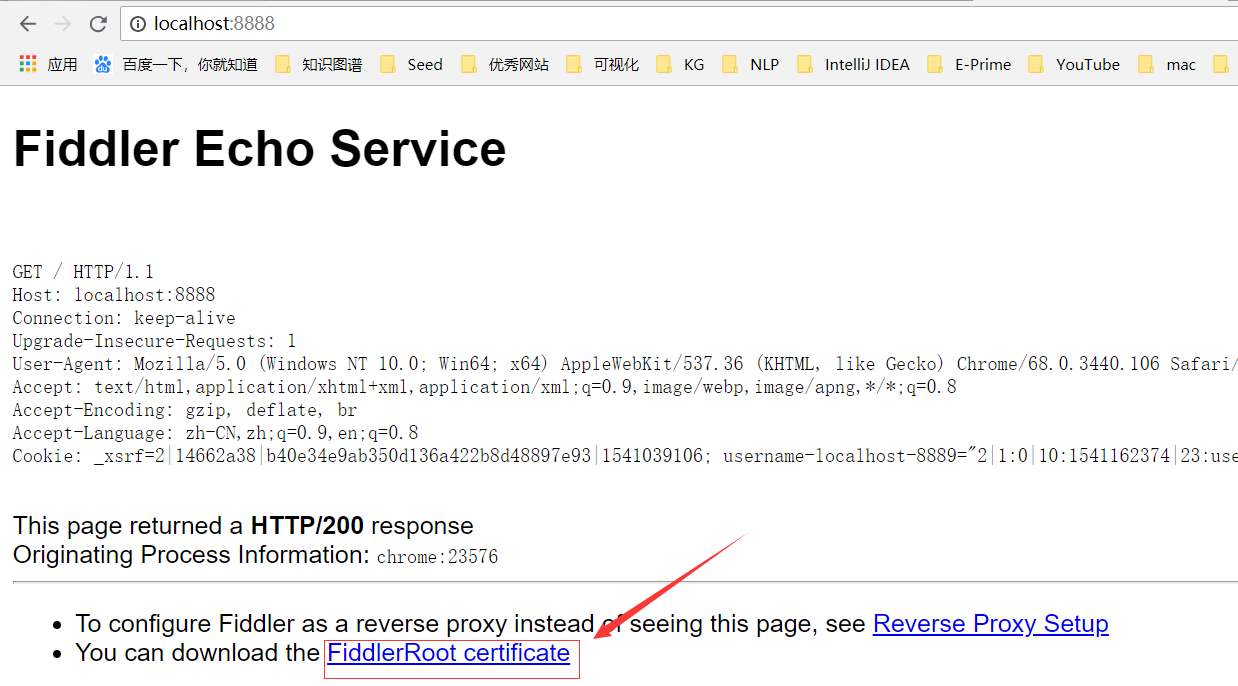 localhost:8888
应用 百度一下，你就知道 知识图谱 Seed 优秀网站 可视化 KG NLP IntelliJ IDEA E-Prime YouTube mac
Fiddler Echo Service
GET / HTTP/1.1
Host: localhost:8888
Connection: keep-alive
Upgrade-Insecure-Requests: 1
User-Agent: Mozilla/5.0 (Windows NT 10.0; Win64; x64) AppleWebKit/537.36 (KHTML, like Gecko) Chrome/68.0.3440.106 Safari/
Accept: text/html,application/xhtml+xml,application/xml;q=0.9,image/webp,image/apng,*/*;q=0.8
Accept-Encoding: gzip, deflate, br
Accept-Language: zh-CN,zh;q=0.9,en;q=0.8
Cookie: _xsrf=2|14662a38|b40e34e9ab350d136a422b8d48897e93|1541039106; username-localhost-8889="2|1:0|10:1541162374|23:use
This page returned a HTTP/200 response
Originating Process Information: chrome:23576
• To configure Fiddler as a reverse proxy instead of seeing this page, see Reverse Proxy Setup
• You can download the FiddlerRoot certificate